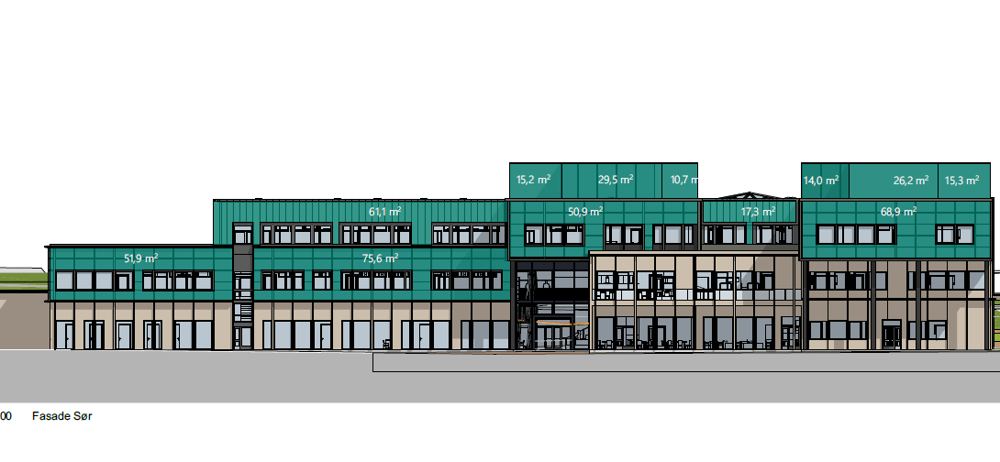 15,2 m² 29,5 m² 10,7 m 14,0 m² 26,2 m² 15,3 m²
61,1 m² 50,9 m² 17,3 m² 68,9 m²
51,9 m² 75,6 m²
00 Fasade Sør